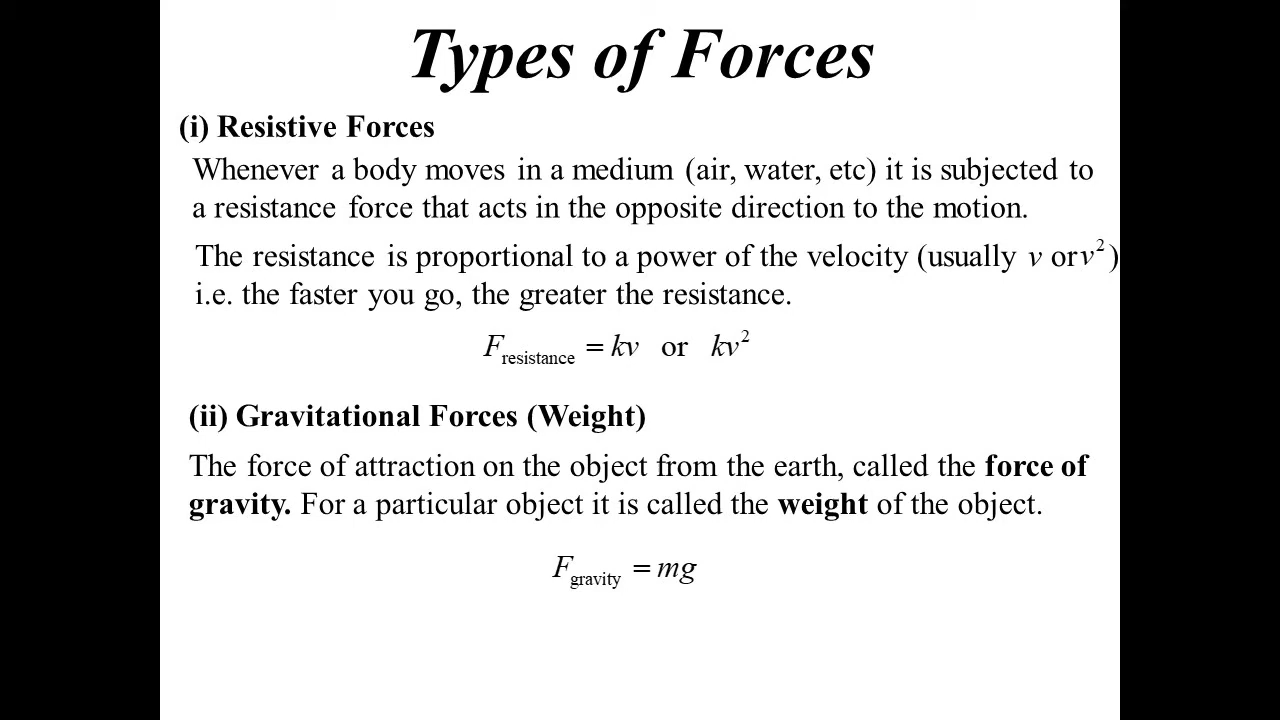 Types of Forces
(i) Resistive Forces
Whenever a body moves in a medium (air, water, etc) it is subjected to
a resistance force that acts in the opposite direction to the motion.
The resistance is proportional to a power of the velocity (usually v or v²)
i.e. the faster you go, the greater the resistance.
F_resistance = kv or kv²
(ii) Gravitational Forces (Weight)
The force of attraction on the object from the earth, called the force of
gravity. For a particular object it is called the weight of the object.
F_gravity = mg